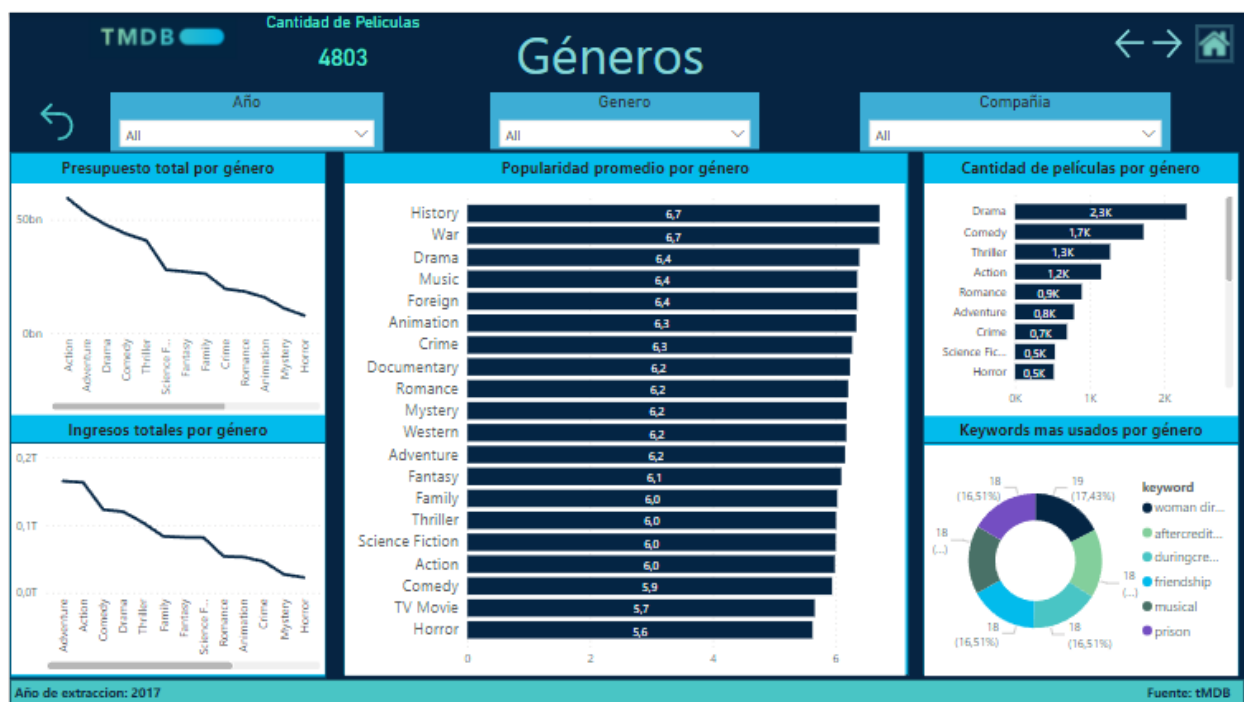 TMDB
Cantidad de Peliculas
4803
Géneros
Año
All
Genero
All
Compañia
All
Presupuesto total por género
50bn
0bn
Action
Adventure
Drama
Comedy
Thriller
Science F...
Fantasy
Family
Crime
Romance
Animation
Mystery
Horror
Ingresos totales por género
0,2T
0,1T
0,0T
Adventure
Action
Comedy
Drama
Thriller
Family
Fantasy
Science F...
Romance
Animation
Crime
Mystery
Horror
Popularidad promedio por género
History 6,7
War 6,7
Drama 6,4
Music 6,4
Foreign 6,4
Animation 6,3
Crime 6,3
Documentary 6,2
Romance 6,2
Mystery 6,2
Western 6,2
Adventure 6,2
Fantasy 6,1
Family 6,0
Thriller 6,0
Science Fiction 6,0
Action 6,0
Comedy 5,9
TV Movie 5,7
Horror 5,6
0 2 4 6
Cantidad de películas por género
Drama 2,3K
Comedy 1,7K
Thriller 1,3K
Action 1,2K
Romance 0,9K
Adventure 0,8K
Crime 0,7K
Science Fic... 0,5K
Horror 0,5K
0K 1K 2K
Keywords mas usados por género
19
(17,43%)
18
(...)
18
(16,51%)
18
(16,51%)
18
(...)
18
(16,51%)
keyword
woman dir...
aftercredit...
duringcre...
friendship
musical
prison
Año de extraccion: 2017
Fuente: tMDB